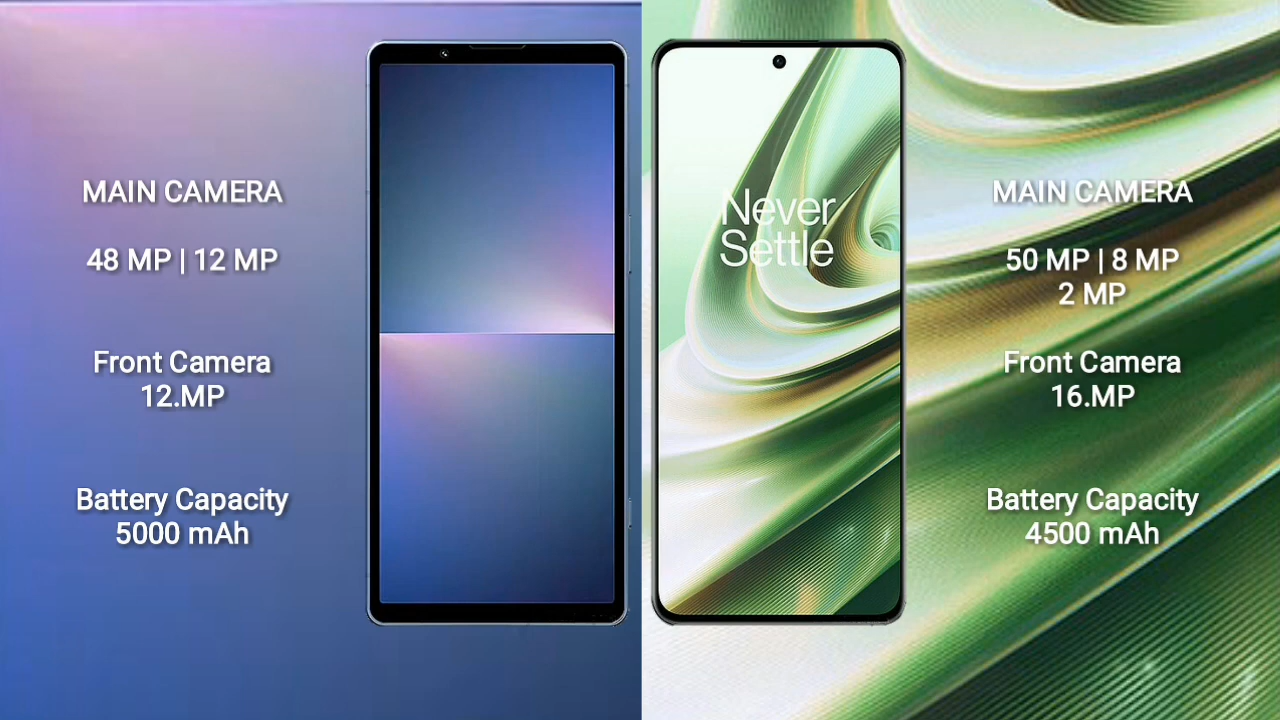 MAIN CAMERA
48 MP | 12 MP
Front Camera
12.MP
Battery Capacity
5000 mAh
Never
Settle
MAIN CAMERA
50 MP | 8 MP
2 MP
Front Camera
16.MP
Battery Capacity
4500 mAh